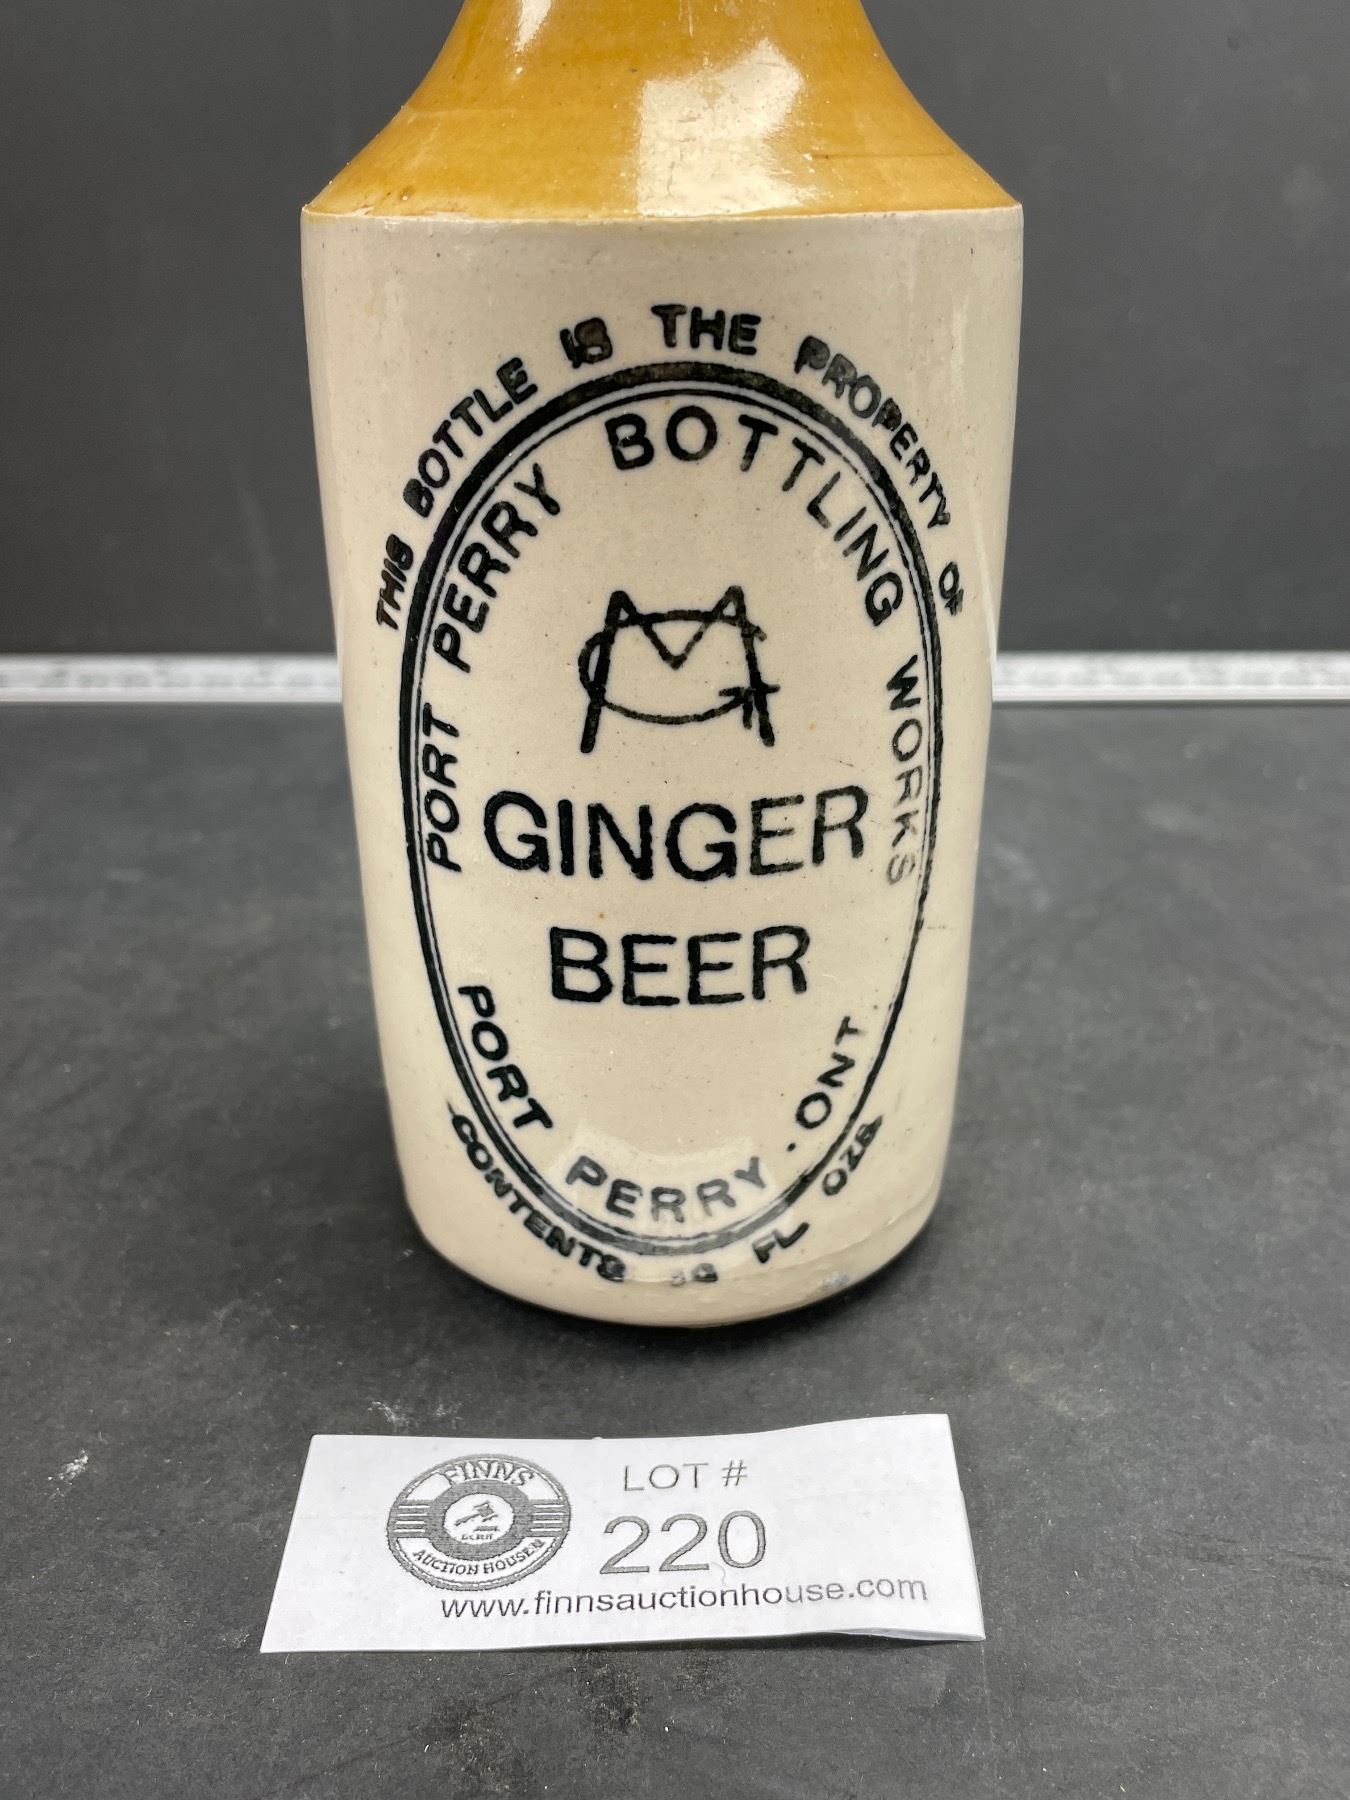 THIS BOTTLE IS THE PROPERTY OF
PORT PERRY BOTTLING WORKS
GINGER
BEER
PORT PERRY. ONT
CONTENTS FL OZS
FINNS
AUCTION HOUSE
LOT #
220
www.finnsauctionhouse.com